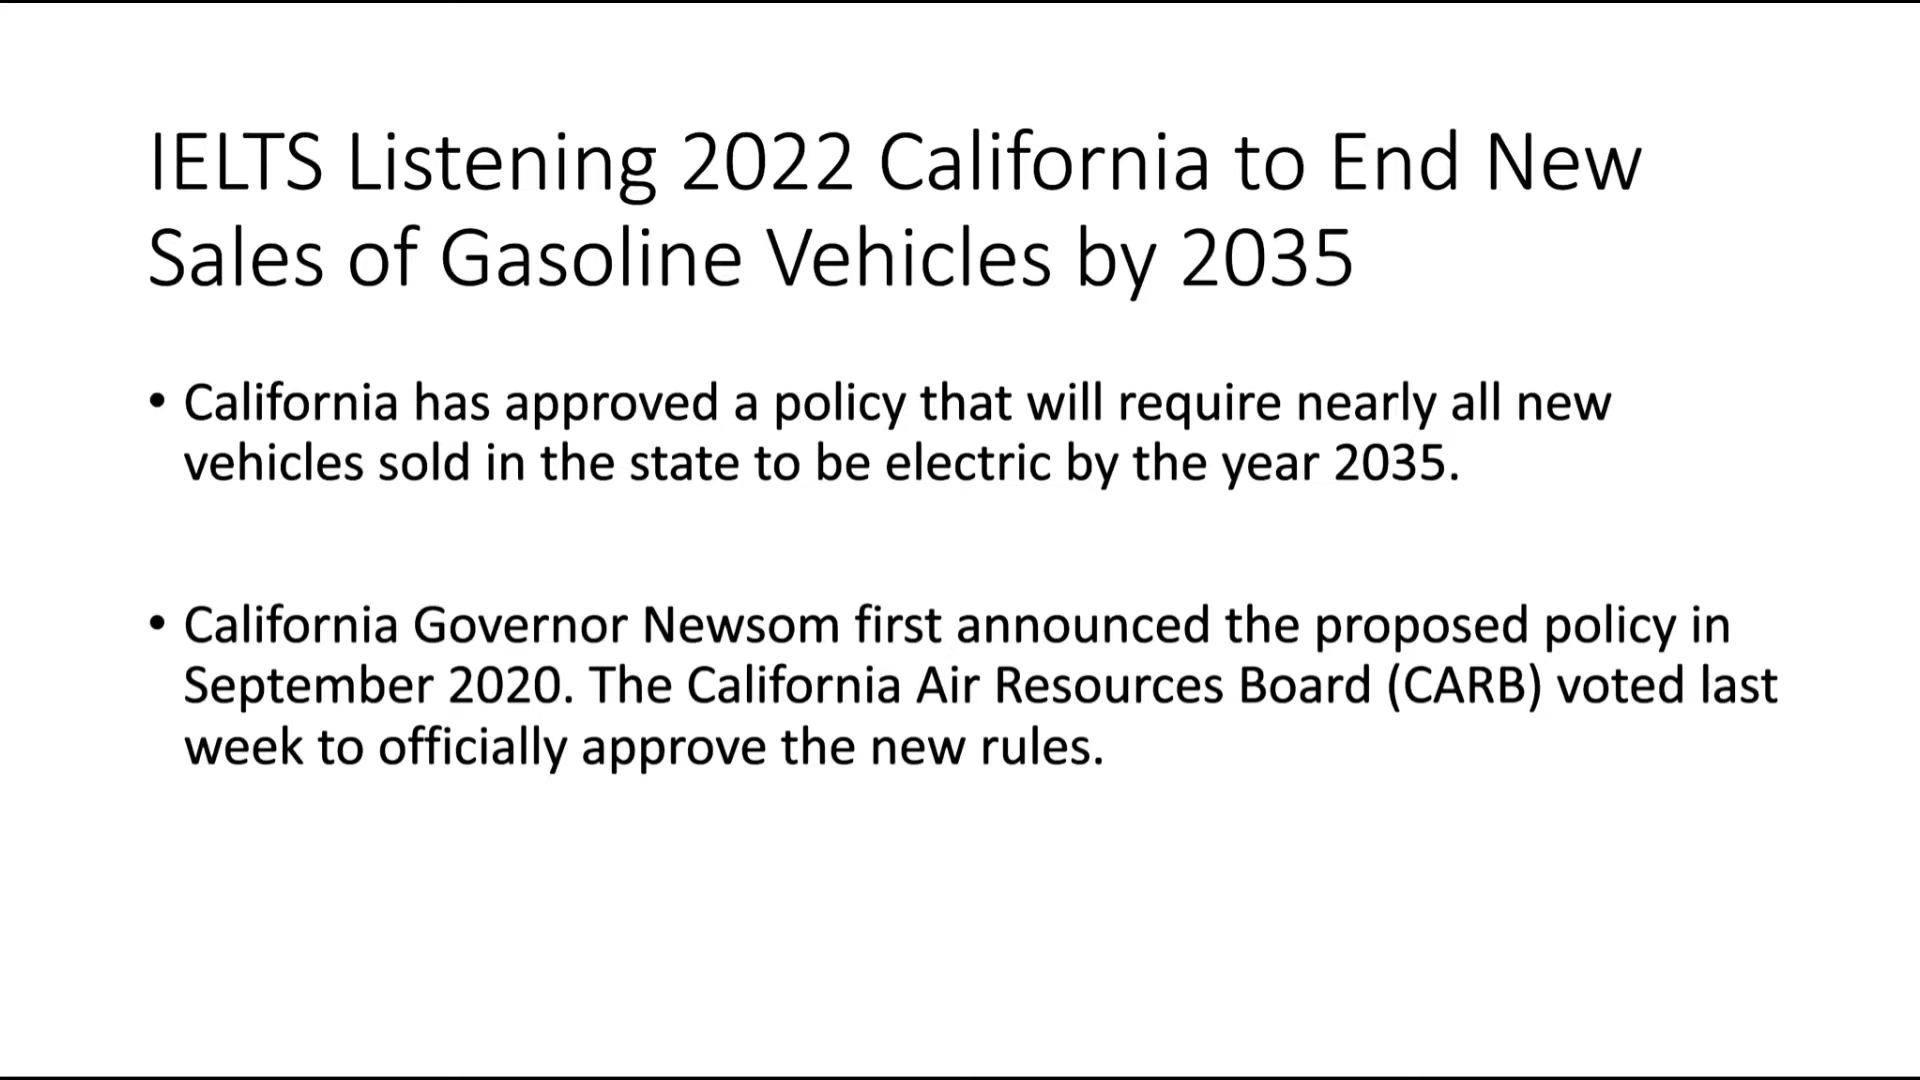 IELTS Listening 2022 California to End New
Sales of Gasoline Vehicles by 2035
• California has approved a policy that will require nearly all new
vehicles sold in the state to be electric by the year 2035.
• California Governor Newsom first announced the proposed policy in
September 2020. The California Air Resources Board (CARB) voted last
week to officially approve the new rules.